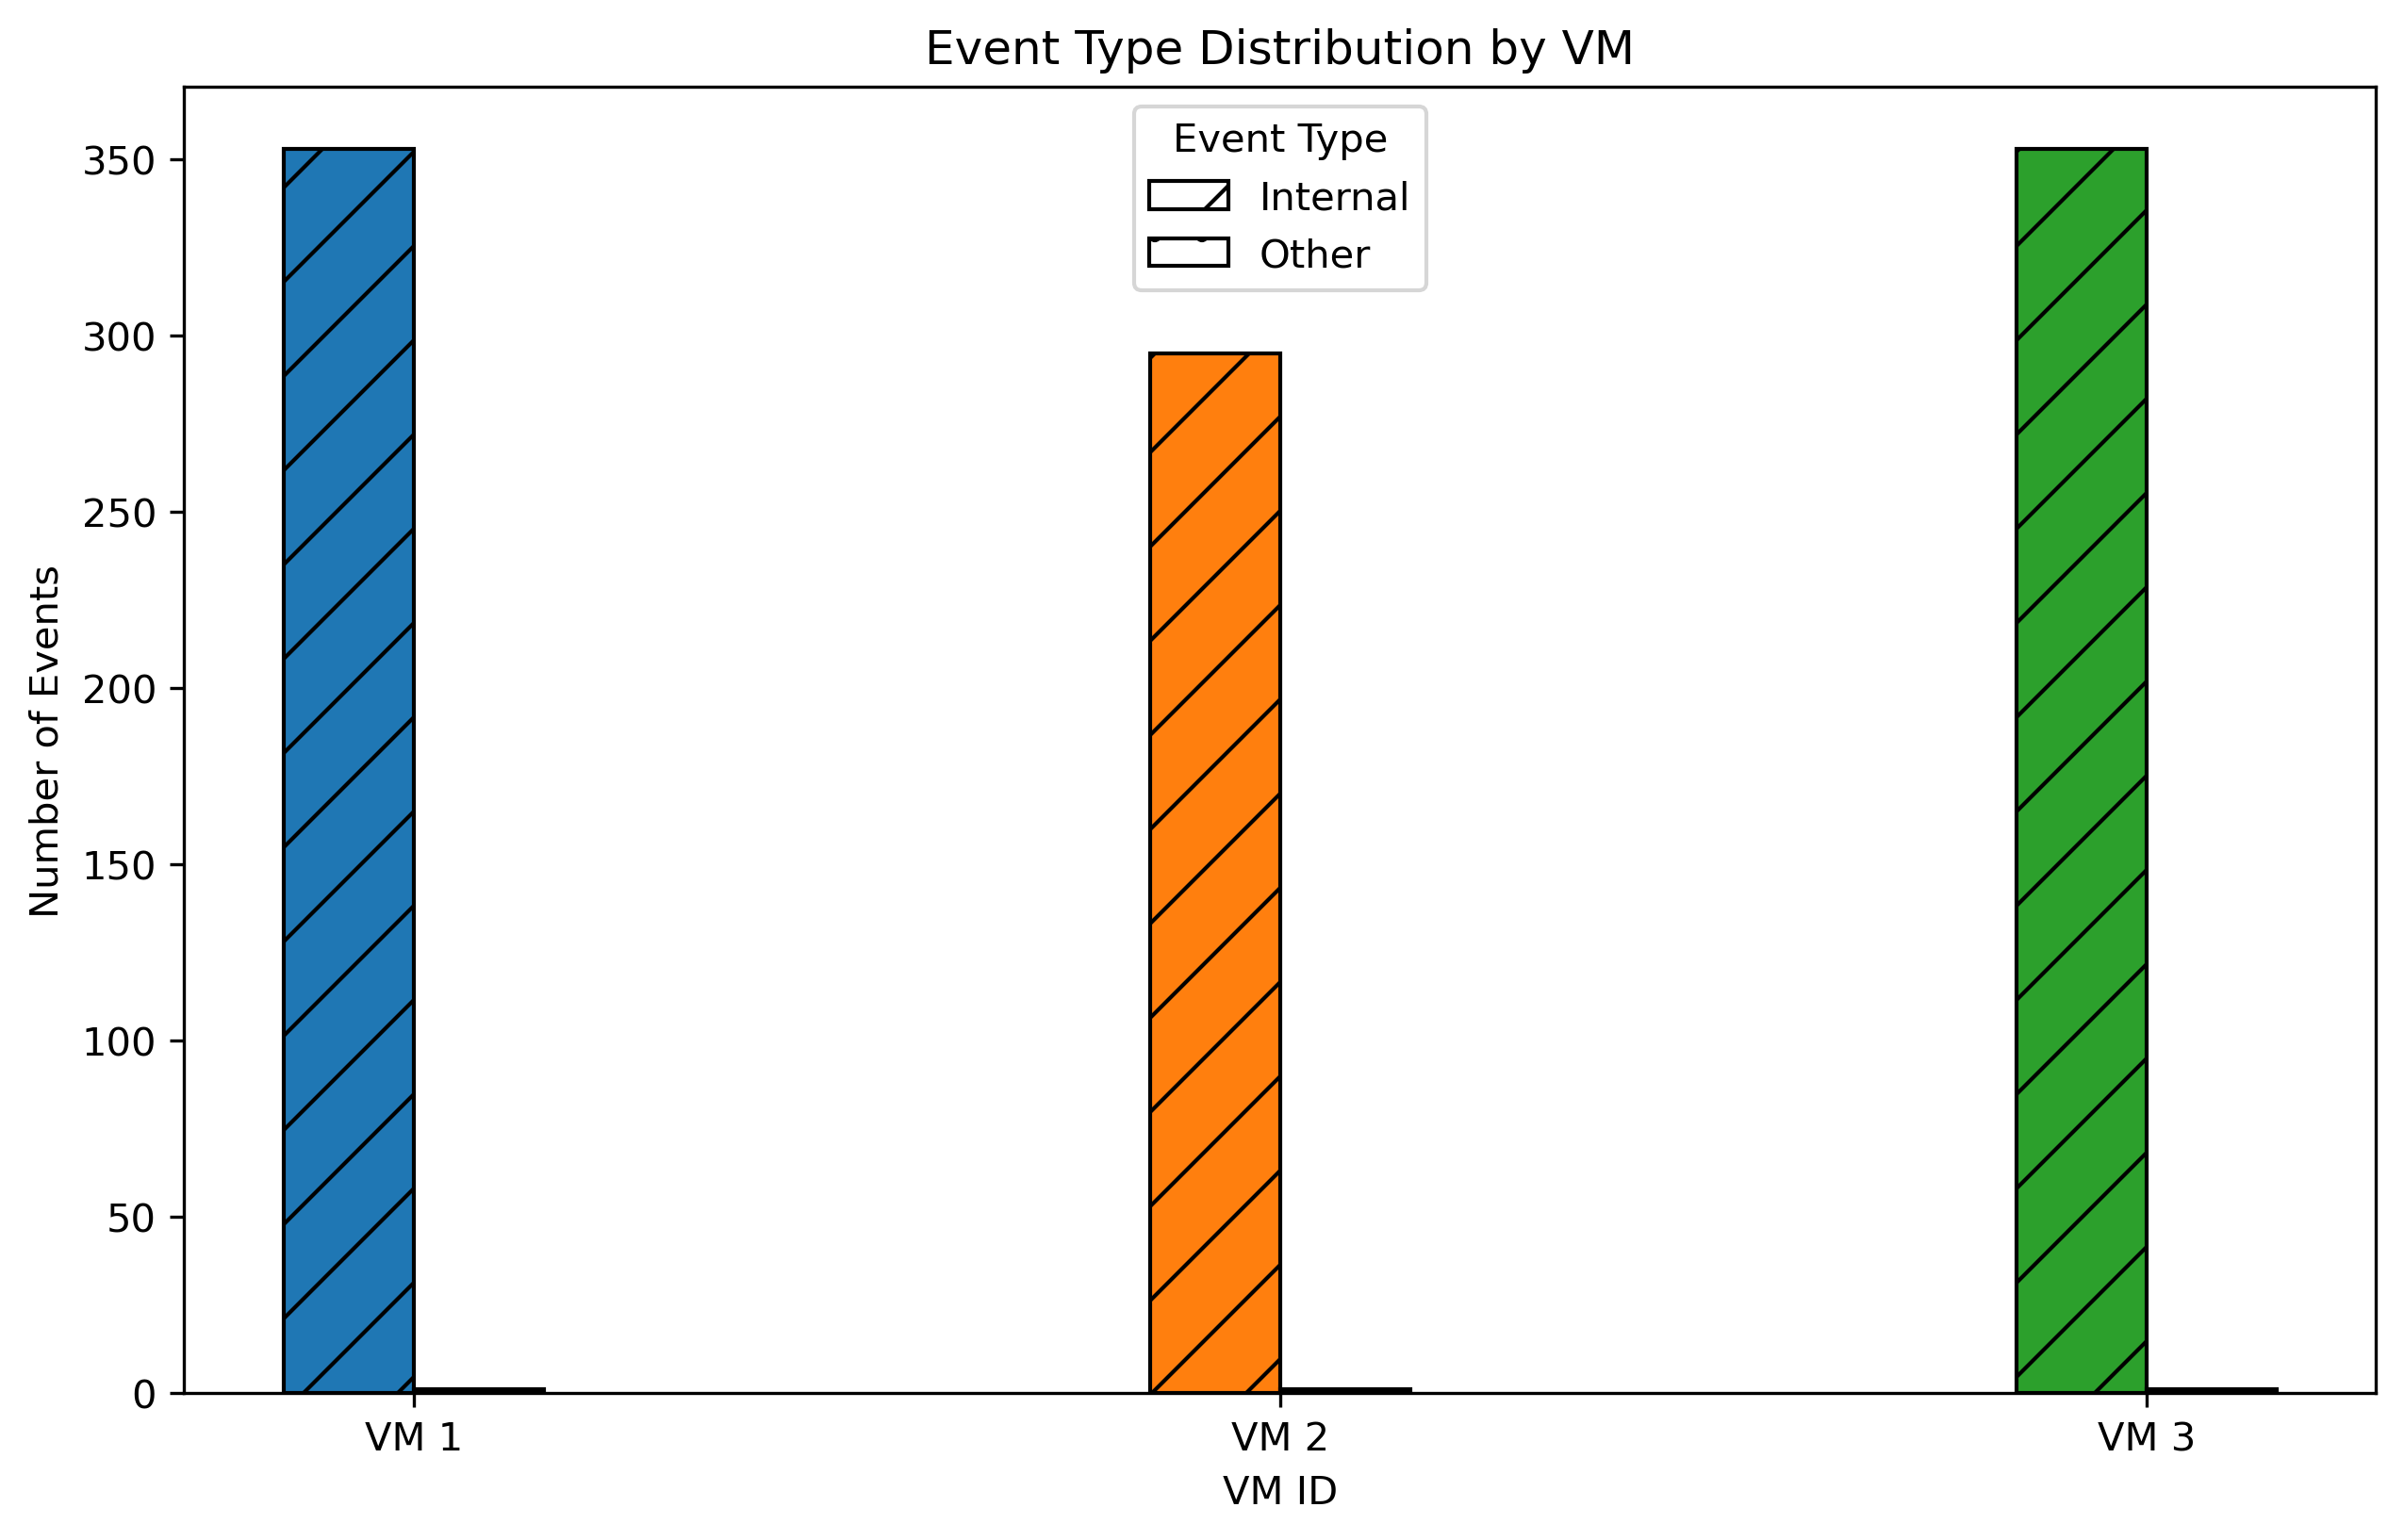 Event Type Distribution by VM
Event Type
Internal
Other
350
300
250
200
150
100
50
0
Number of Events
VM 1
VM 2
VM 3
VM ID